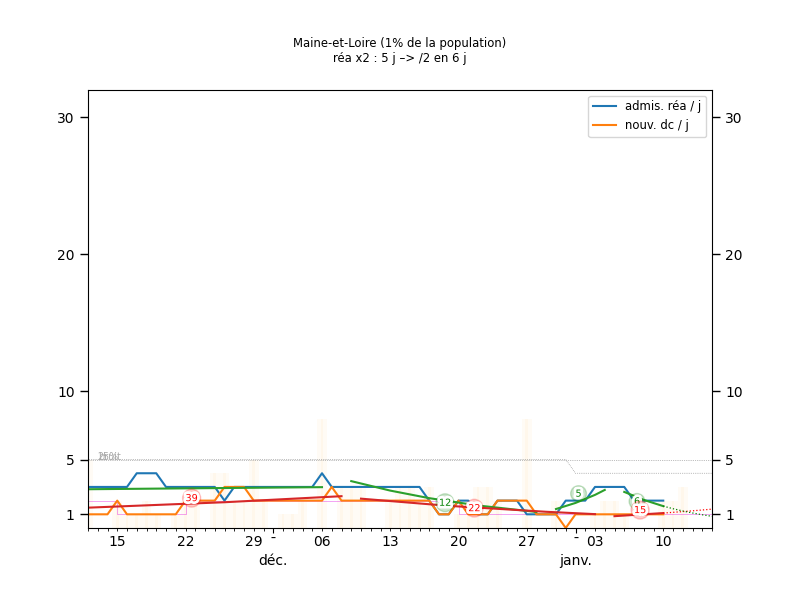 Maine-et-Loire (1% de la population)
réa x2 : 5 j –> /2 en 6 j
admis. réa / j
nouv. dc / j
30 30
20 20
10 10
5 5
1 1
39
12
22
5
6
15
15 22 29 - 06 13 20 27 - 03 10
déc. janv.